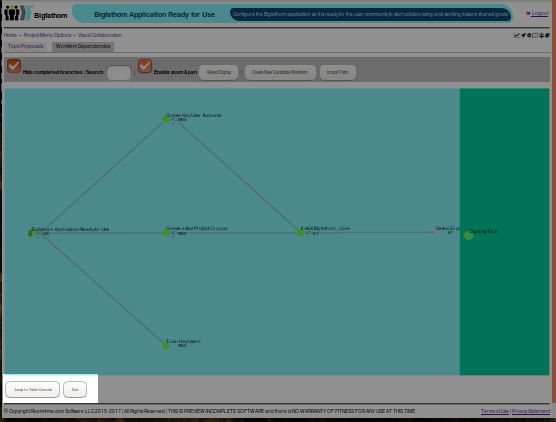 Bigfathom
Bigfathom Application Ready for Use
Configure the Bigfathom application so it is ready for the user community to start collaborating and working toward shared goals.
Logout
Home » Project Menu Options » Visual Collaboration
Topic Proposals
Workitem Dependencies
Hide completed branches | Search:
Enable zoom & pan
Reset Display
Create New Candidate Workitem
Import Parts
Create Key User Accounts
Bigfathom Application Ready for Use
Create Initial Project Groups
Install Bigfathom_Core
Select Env
Capacity Plan
Train Key Users
Jump to Table Console
Exit
© Copyright Room4me.com Software LLC 2015-2017 | All Rights Reserved | THIS IS PREVIEW INCOMPLETE SOFTWARE and there is NO WARRANTY OF FITNESS FOR ANY USE AT THIS TIME
Terms of Use | Privacy Statement